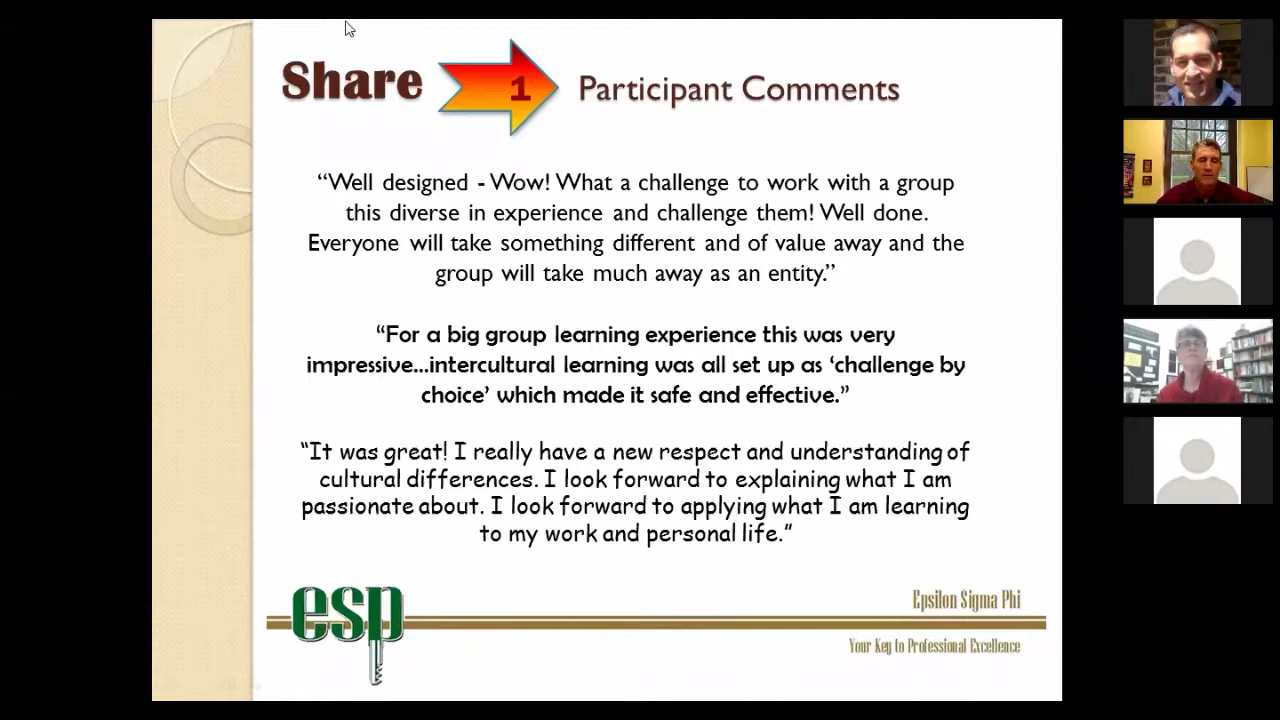 Share 1 Participant Comments
“Well designed - Wow! What a challenge to work with a group
this diverse in experience and challenge them! Well done.
Everyone will take something different and of value away and the
group will take much away as an entity.”
“For a big group learning experience this was very
impressive...intercultural learning was all set up as ‘challenge by
choice’ which made it safe and effective.”
“It was great! I really have a new respect and understanding of
cultural differences. I look forward to explaining what I am
passionate about. I look forward to applying what I am learning
to my work and personal life.”
esp
Epsilon Sigma Phi
Your Key to Professional Excellence